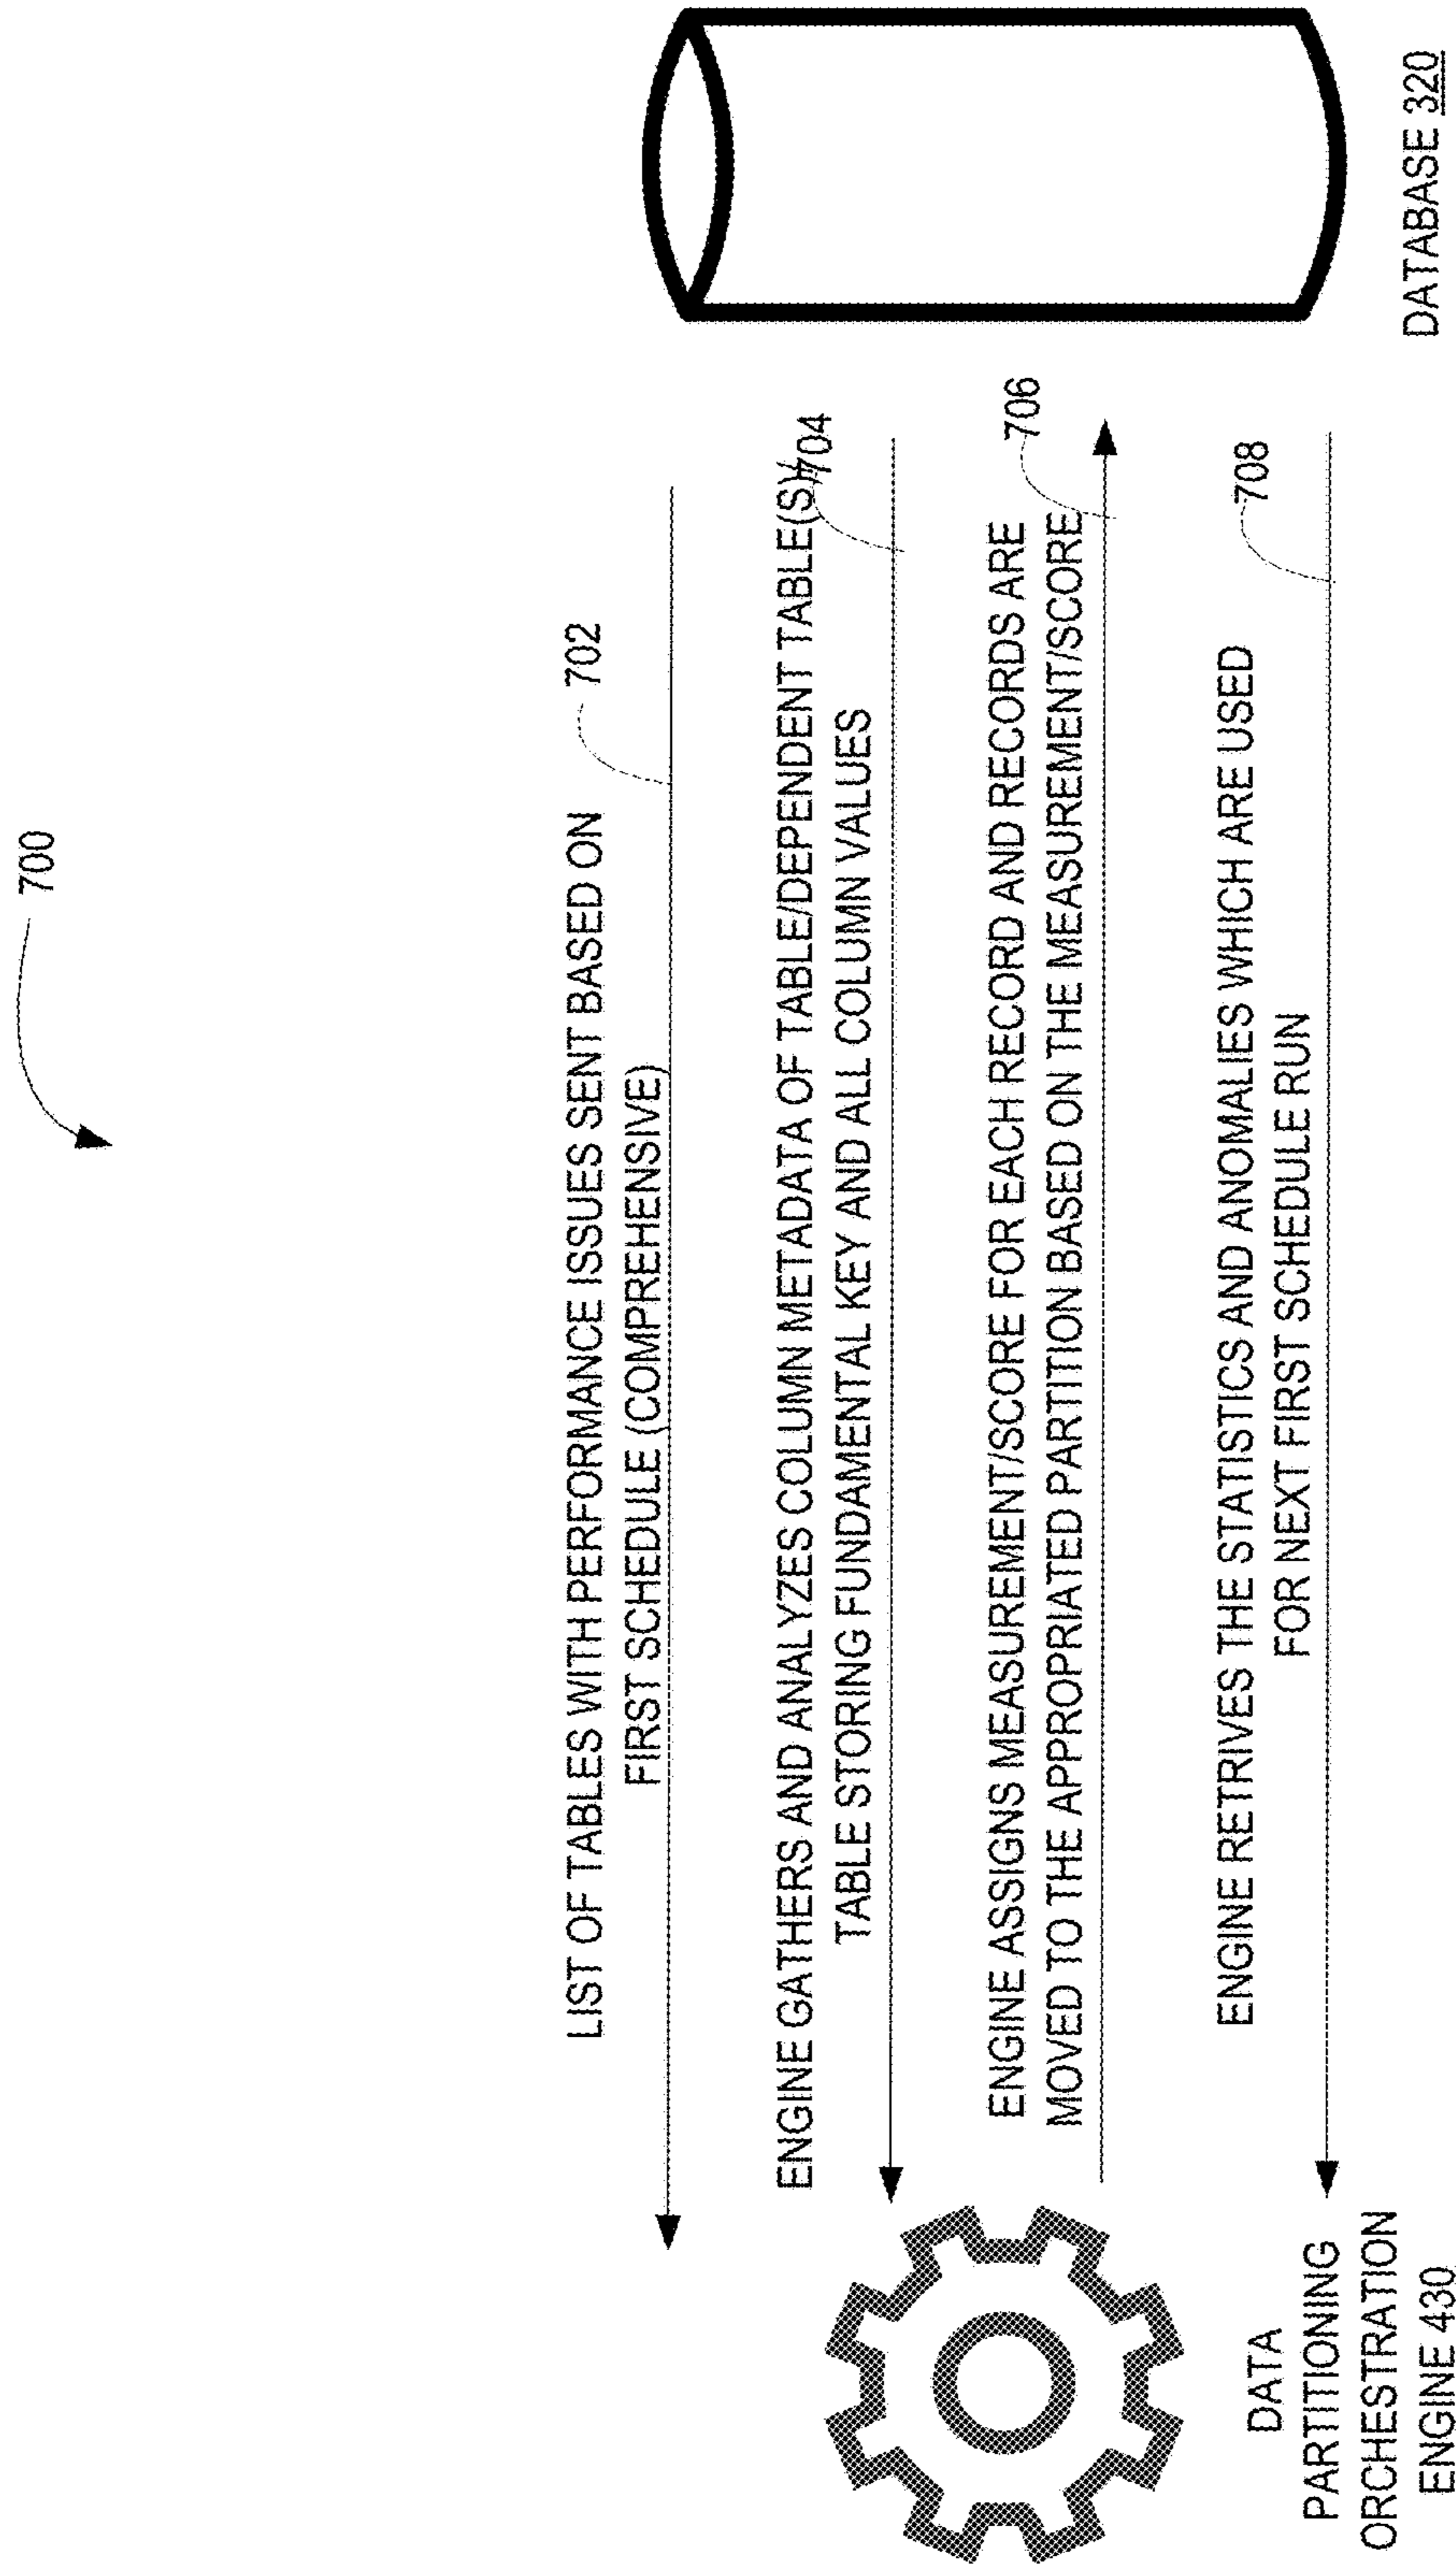 700
LIST OF TABLES WITH PERFORMANCE ISSUES SENT BASED ON
FIRST SCHEDULE (COMPREHENSIVE)
702
ENGINE GATHERS AND ANALYZES COLUMN METADATA OF TABLE/DEPENDENT TABLE(S)/
TABLE STORING FUNDAMENTAL KEY AND ALL COLUMN VALUES
704
ENGINE ASSIGNS MEASUREMENT/SCORE FOR EACH RECORD AND RECORDS ARE
MOVED TO THE APPROPRIATED PARTITION BASED ON THE MEASUREMENT/SCORE
706
ENGINE RETRIVES THE STATISTICS AND ANOMALIES WHICH ARE USED
FOR NEXT FIRST SCHEDULE RUN
708
DATA
PARTITIONING
ORCHESTRATION
ENGINE 430
DATABASE 320